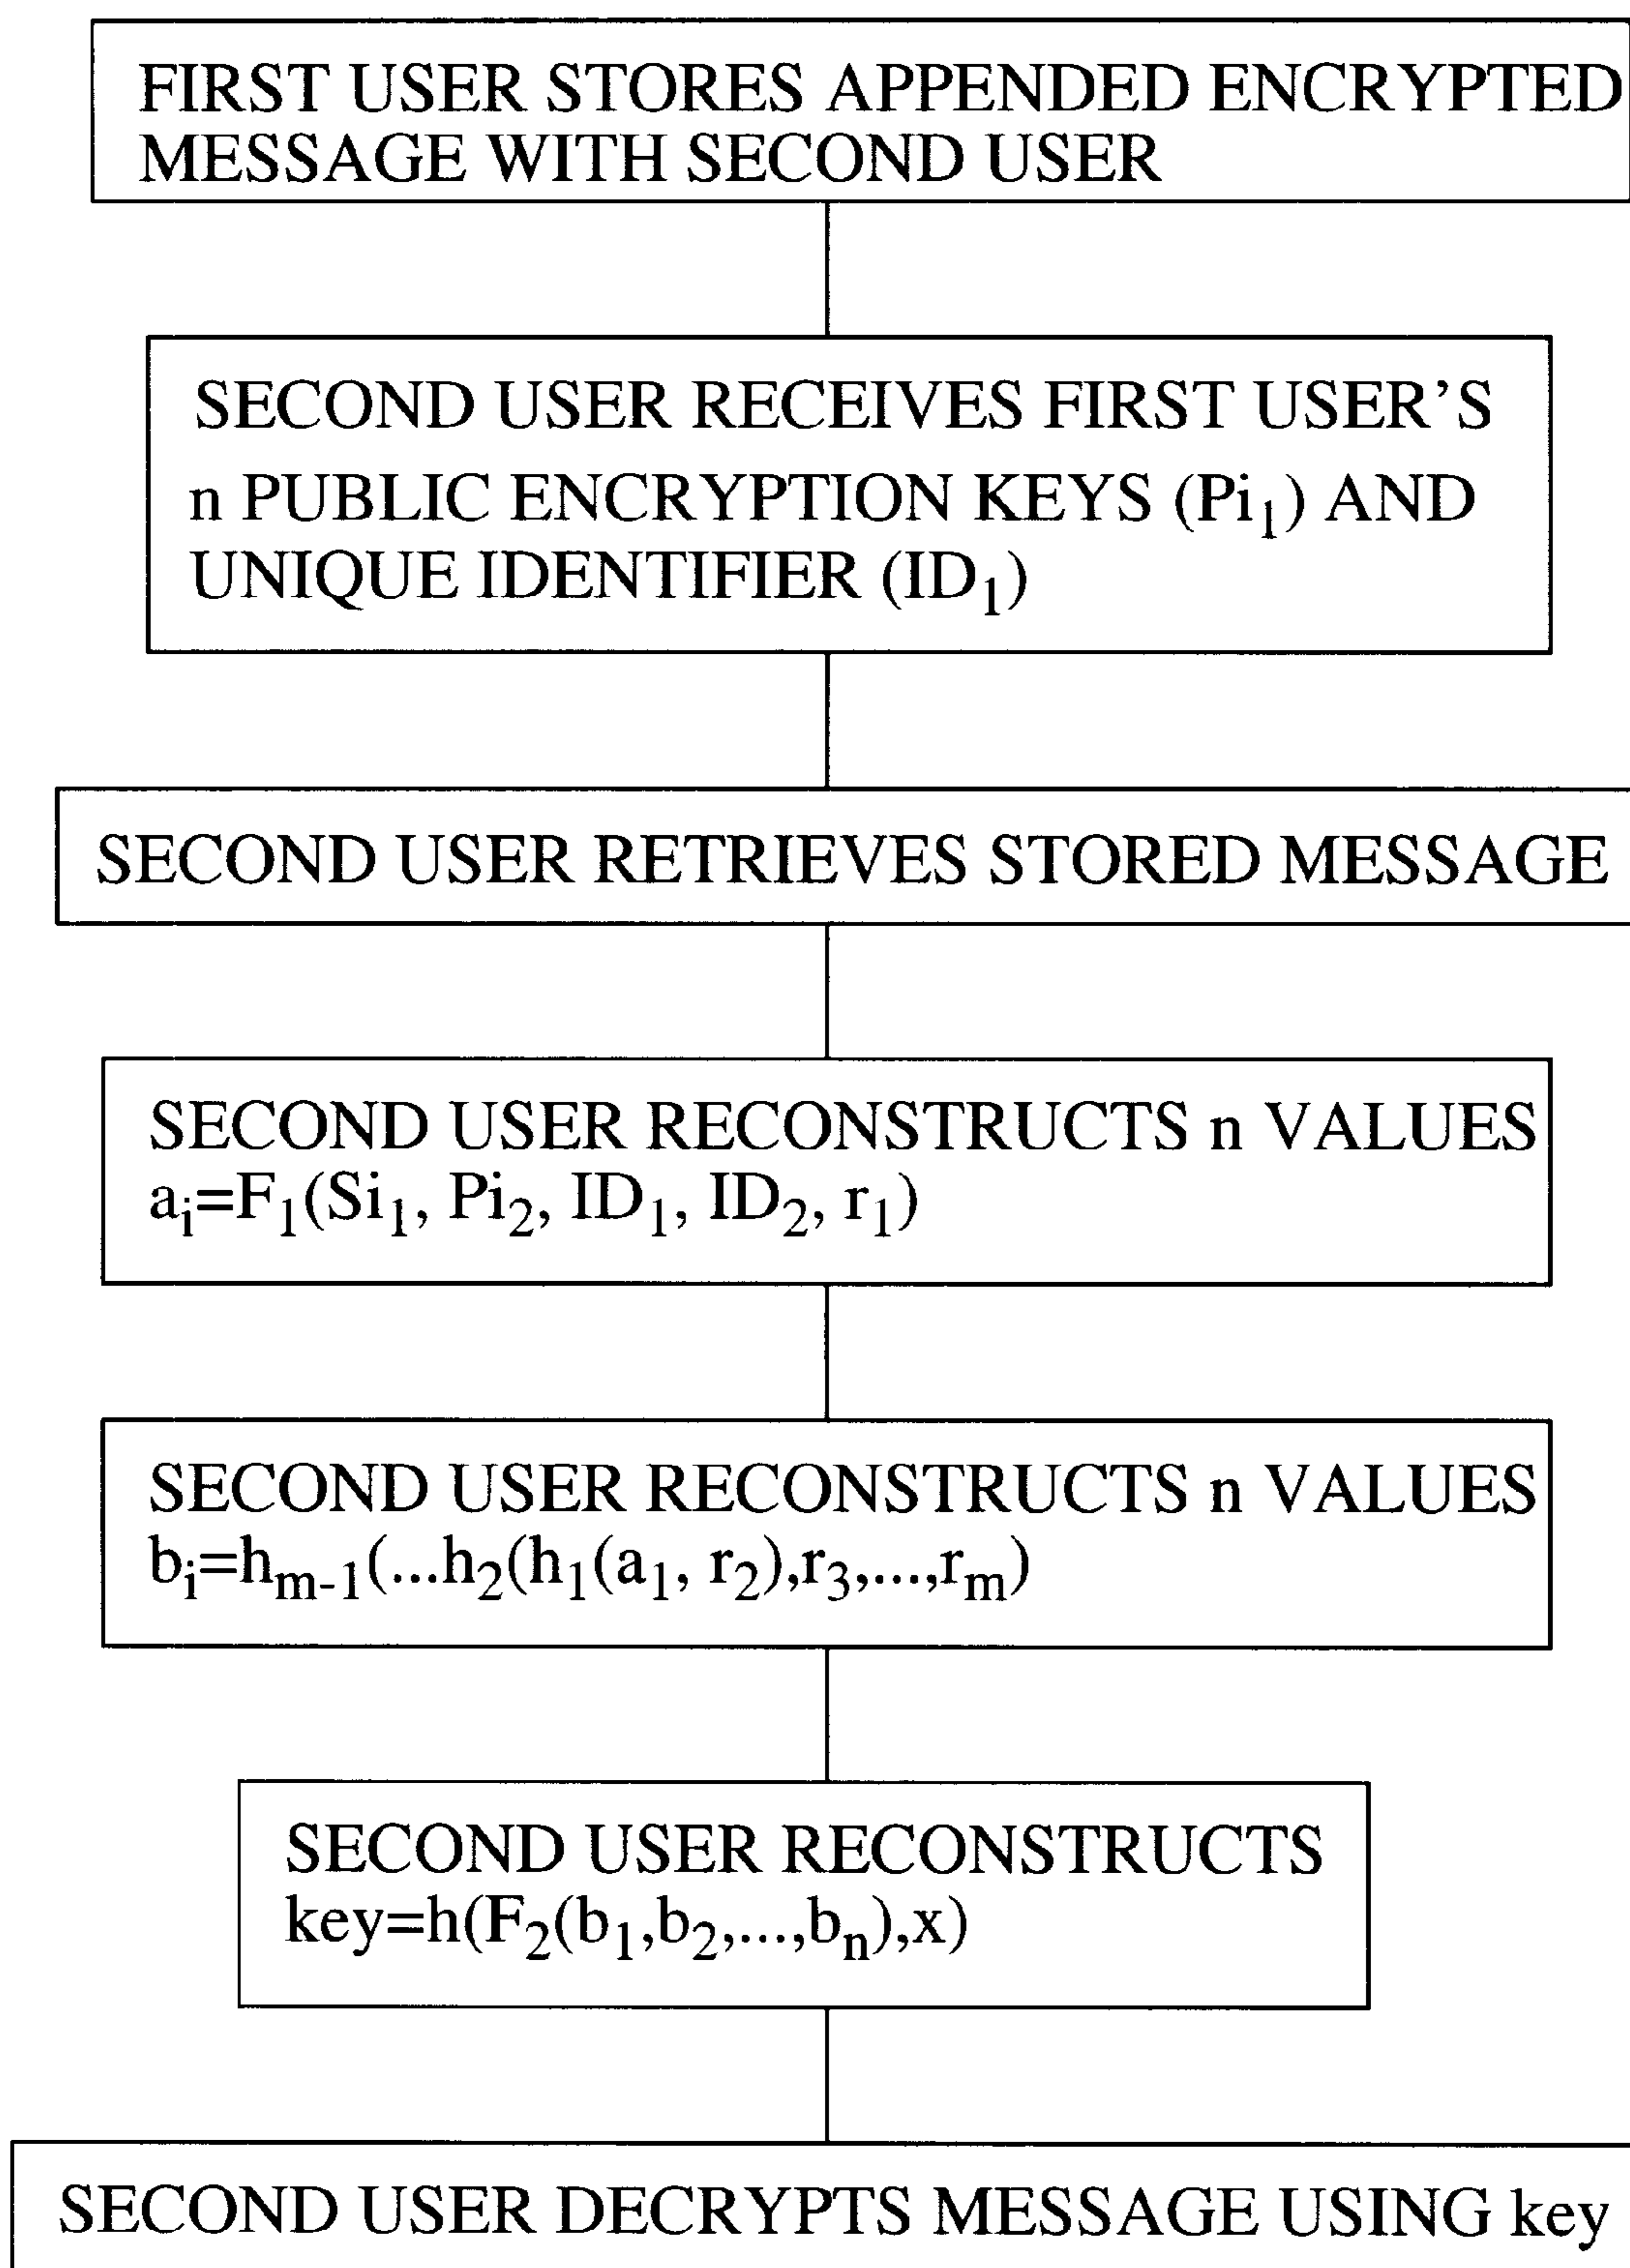 FIRST USER STORES APPENDED ENCRYPTED
MESSAGE WITH SECOND USER
SECOND USER RECEIVES FIRST USER'S
n PUBLIC ENCRYPTION KEYS (Pi₁) AND
UNIQUE IDENTIFIER (ID₁)
SECOND USER RETRIEVES STORED MESSAGE
SECOND USER RECONSTRUCTS n VALUES
aᵢ=F₁(Si₁, Pi₂, ID₁, ID₂, r₁)
SECOND USER RECONSTRUCTS n VALUES
bᵢ=hₘ₋₁(...h₂(h₁(a₁, r₂),r₃,...,rₘ)
SECOND USER RECONSTRUCTS
key=h(F₂(b₁,b₂,...,bₙ),x)
SECOND USER DECRYPTS MESSAGE USING key